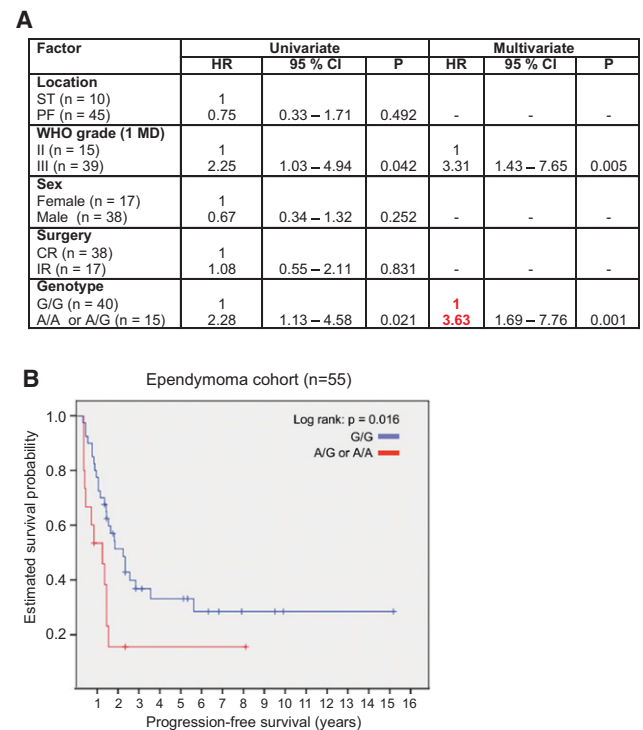 A
Factor Univariate Multivariate
HR 95 % CI P HR 95 % CI P
Location
ST (n = 10) 1
PF (n = 45) 0.75 0.33 – 1.71 0.492 - - -
WHO grade (1 MD)
II (n = 15) 1 1
III (n = 39) 2.25 1.03 – 4.94 0.042 3.31 1.43 – 7.65 0.005
Sex
Female (n = 17) 1
Male (n = 38) 0.67 0.34 – 1.32 0.252 - - -
Surgery
CR (n = 38) 1
IR (n = 17) 1.08 0.55 – 2.11 0.831 - - -
Genotype
G/G (n = 40) 1 1
A/A or A/G (n = 15) 2.28 1.13 – 4.58 0.021 3.63 1.69 – 7.76 0.001
B
Ependymoma cohort (n=55)
Log rank: p = 0.016
G/G
A/G or A/A
Estimated survival probability
1.0
0.8
0.6
0.4
0.2
1 2 3 4 5 6 7 8 9 10 11 12 13 14 15 16
Progression-free survival (years)